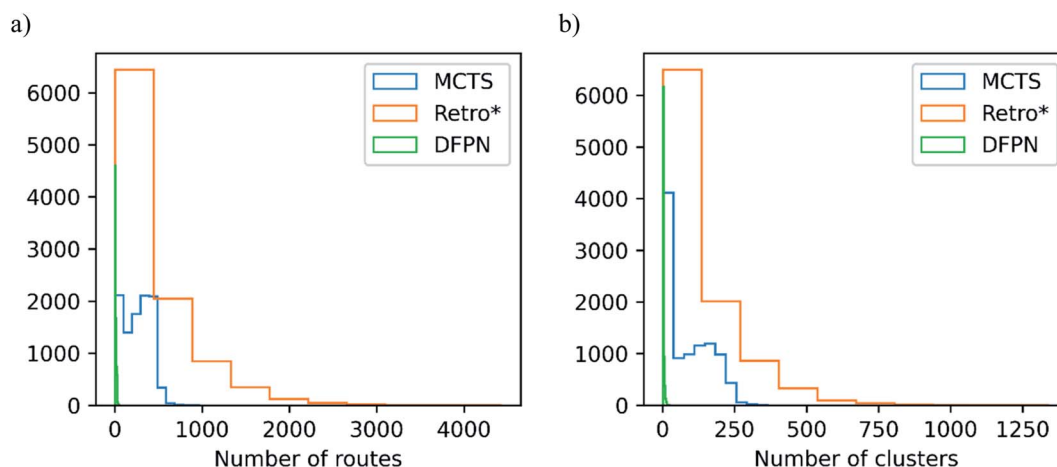 a)
6000
5000
4000
3000
2000
1000
0
MCTS
Retro*
DFPN
0 1000 2000 3000 4000
Number of routes
b)
6000
5000
4000
3000
2000
1000
0
MCTS
Retro*
DFPN
0 250 500 750 1000 1250
Number of clusters